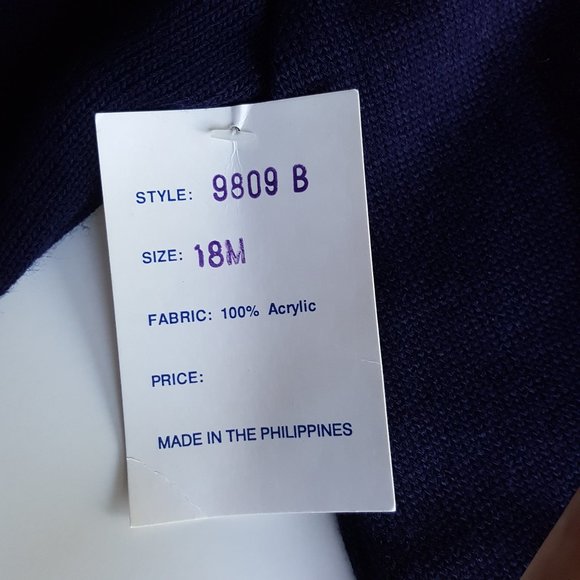 STYLE: 9809 B
SIZE: 18M
FABRIC: 100% Acrylic
PRICE:
MADE IN THE PHILIPPINES